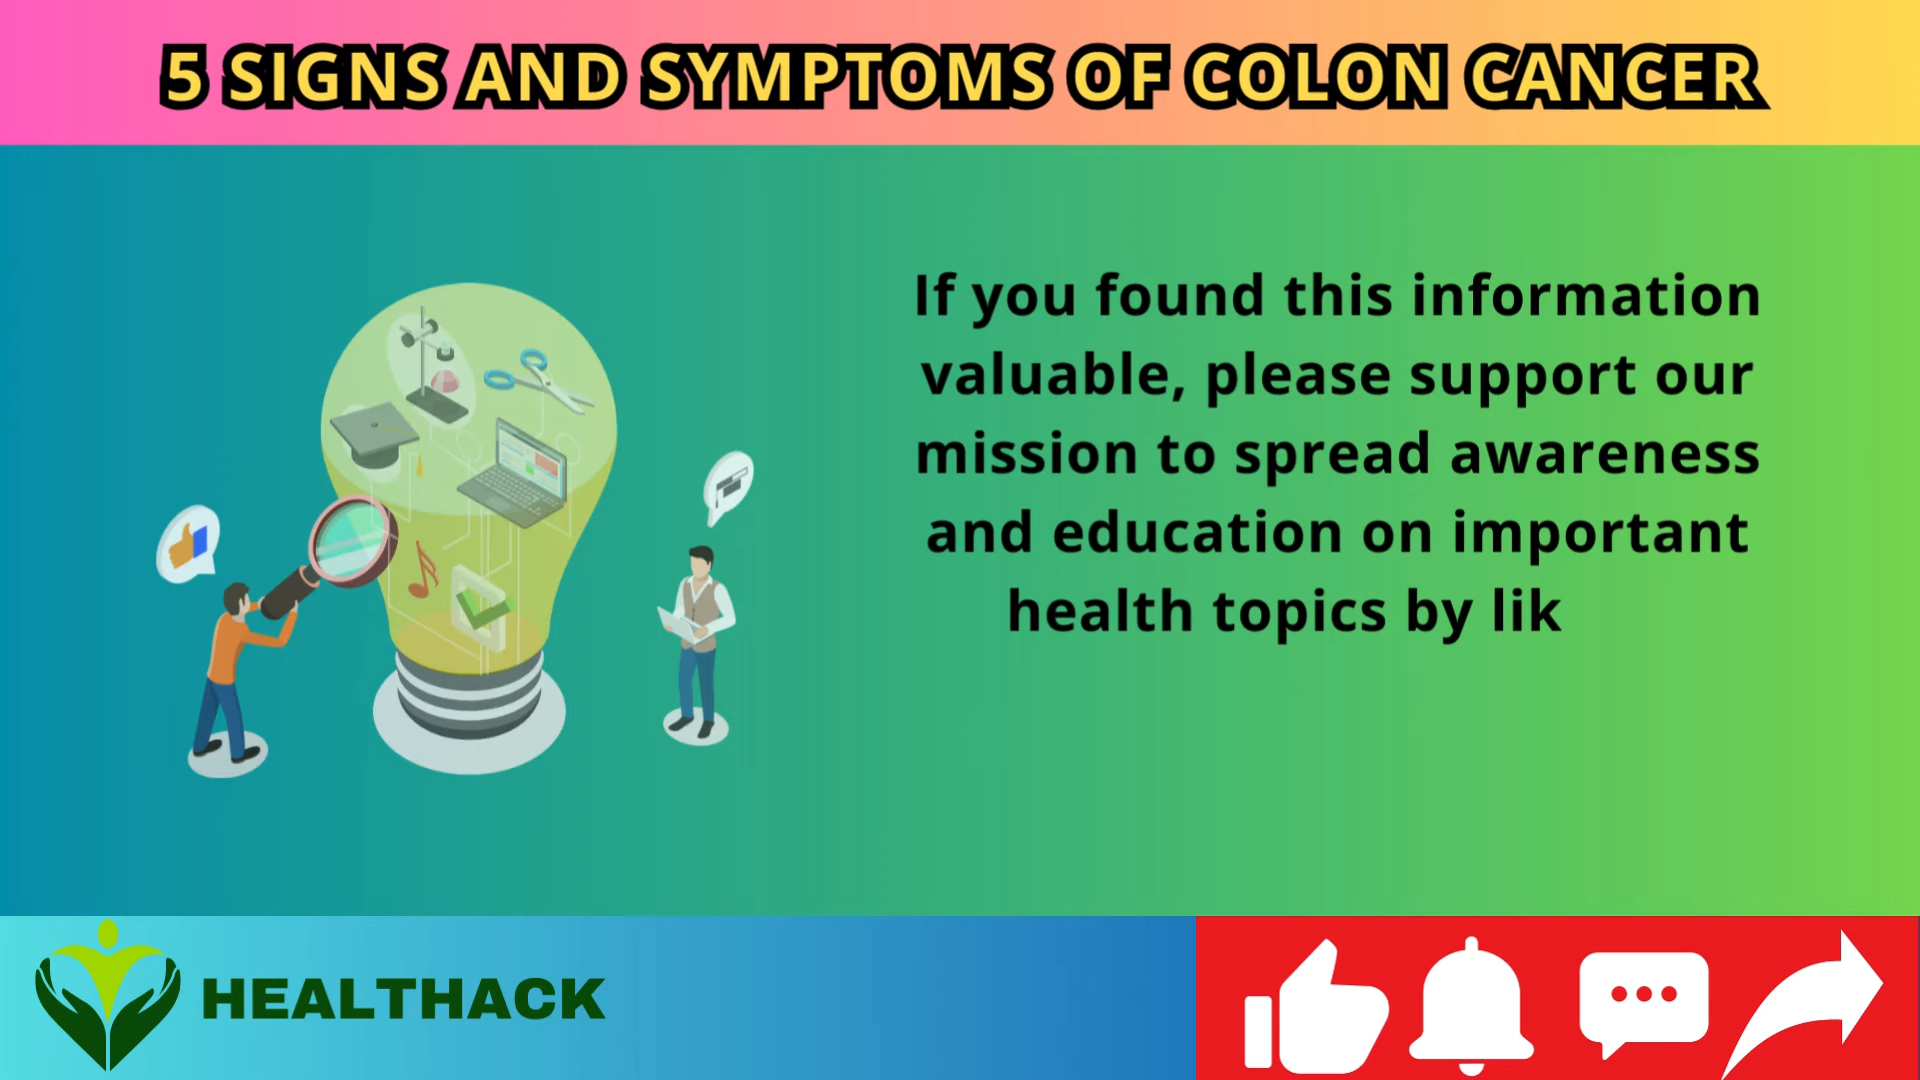 5 SIGNS AND SYMPTOMS OF COLON CANCER
If you found this information
valuable, please support our
mission to spread awareness
and education on important
health topics by lik
HEALTHACK